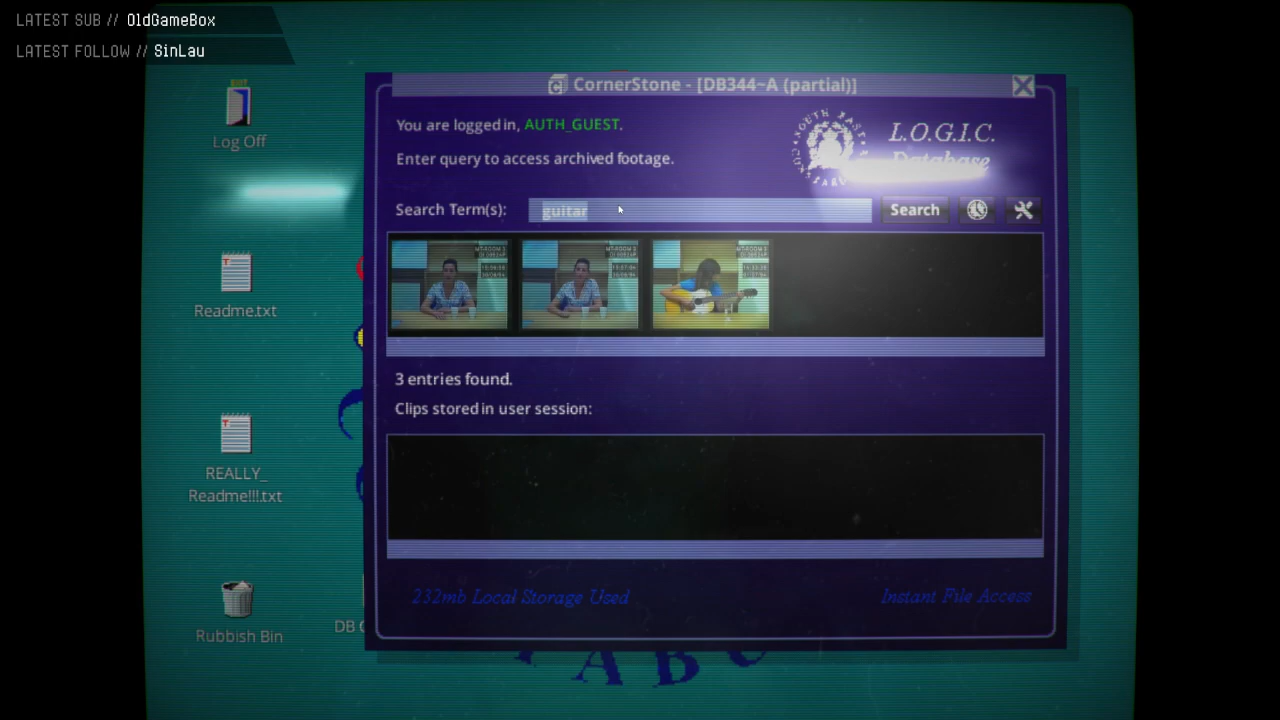 LATEST SUB // OldGameBox
LATEST FOLLOW // SinLau
CornerStone - [DB344~A (partial)]
You are logged in, AUTH_GUEST.
Enter query to access archived footage.
L.O.G.I.C.
Database
Search Term(s):
guitar
Search
3 entries found.
Clips stored in user session:
232mb Local Storage Used
Instant File Access
Log Off
Readme.txt
REALLY_
Readme!!!.txt
Rubbish Bin
DB